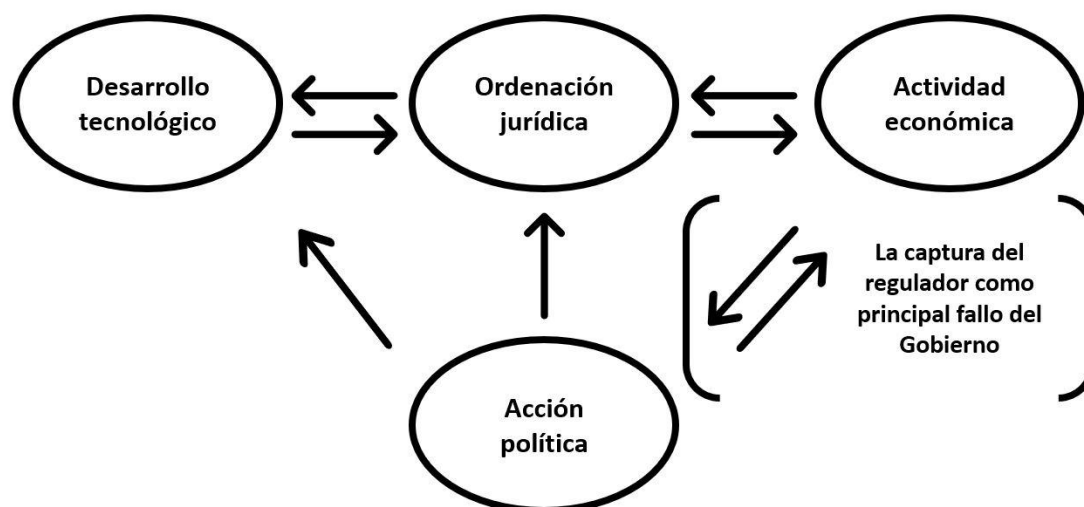 Desarrollo
tecnológico
Ordenación
jurídica
Actividad
económica
La captura del
regulador como
principal fallo del
Gobierno
Acción
política